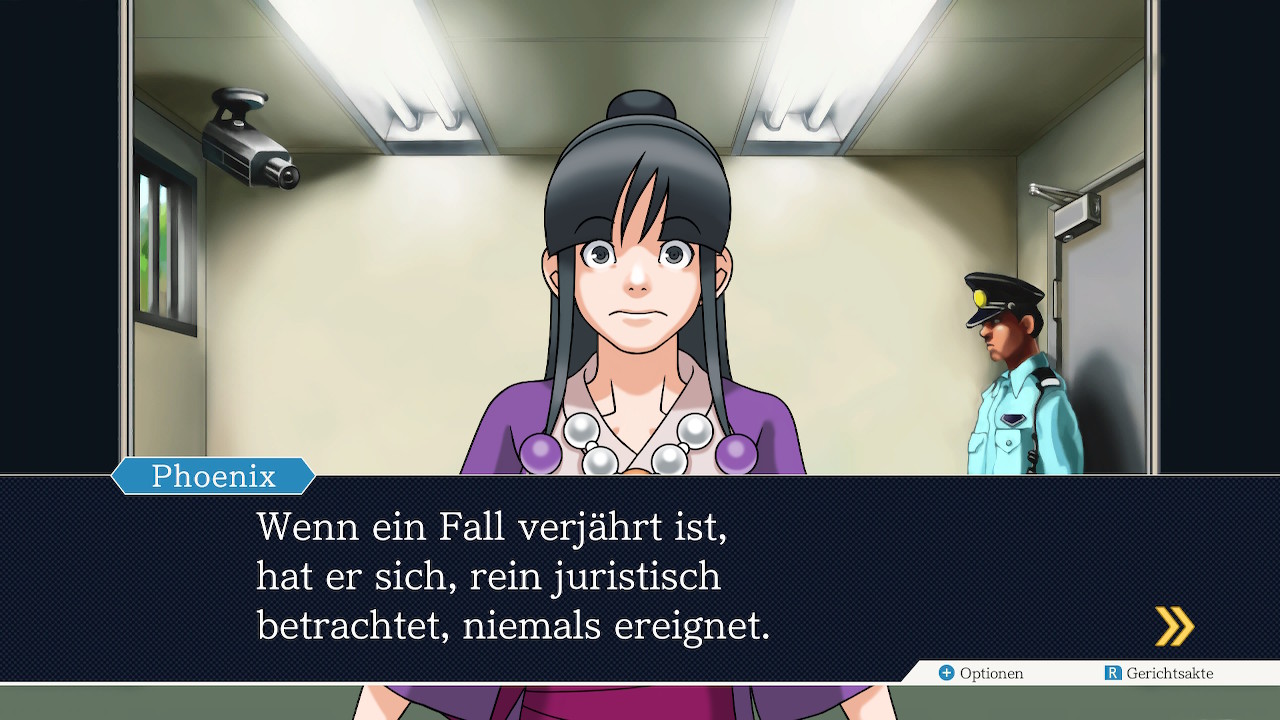 Phoenix
Wenn ein Fall verjährt ist,
hat er sich, rein juristisch
betrachtet, niemals ereignet.
Optionen
R Gerichtsakte